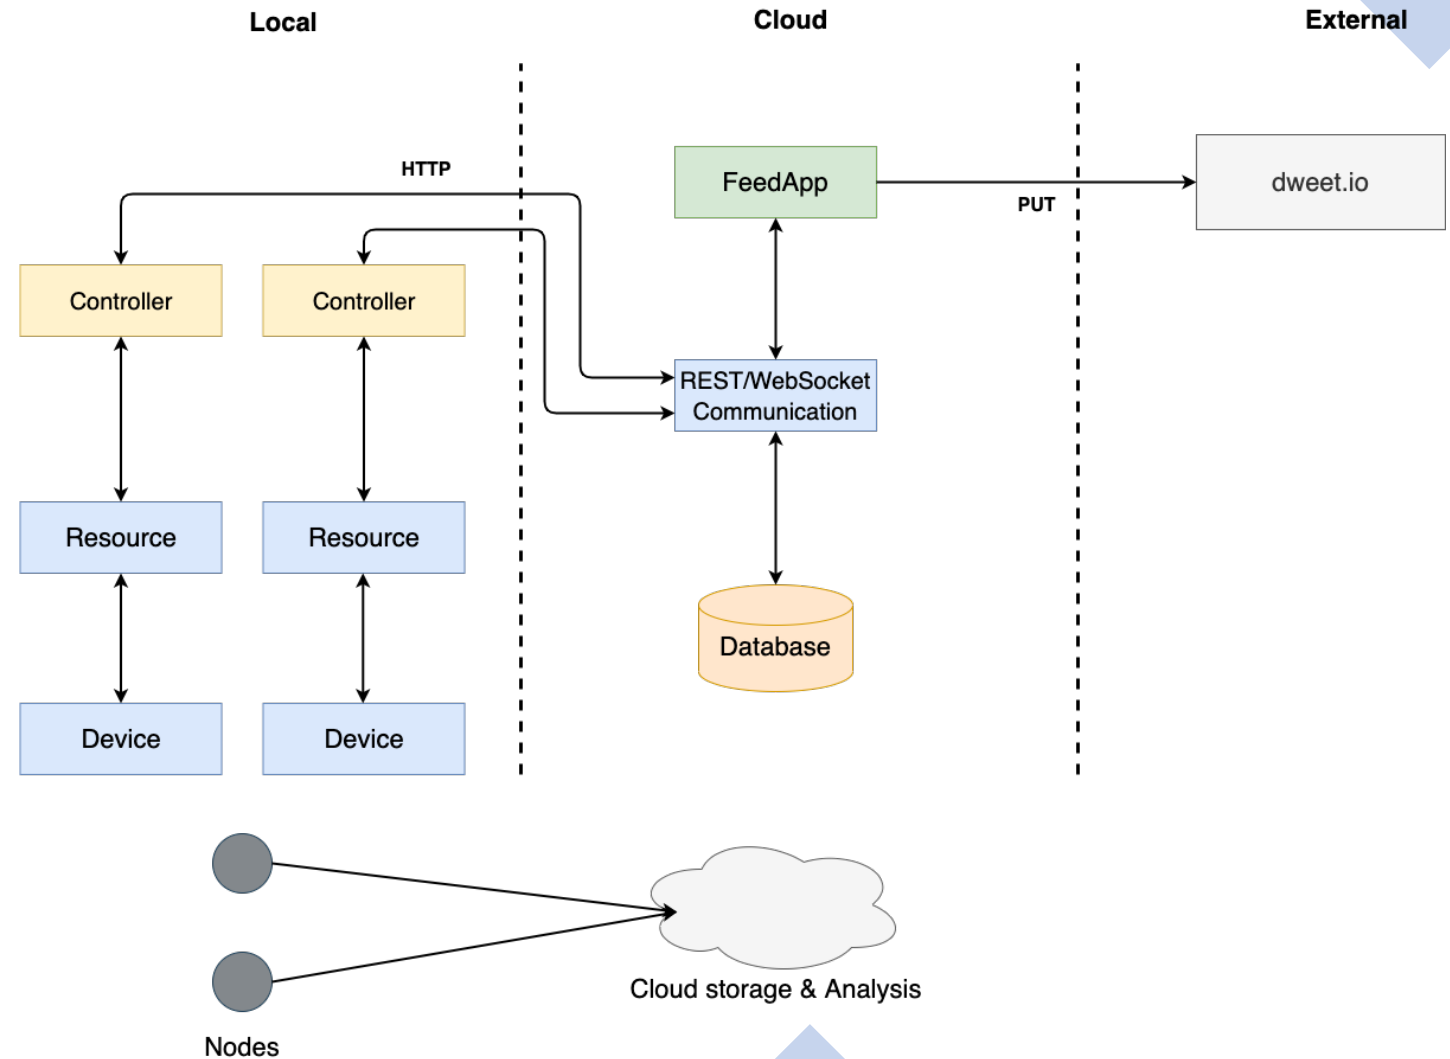 Local
Cloud
External
HTTP
FeedApp
PUT
dweet.io
Controller
Controller
REST/WebSocket
Communication
Resource
Resource
Database
Device
Device
Cloud storage & Analysis
Nodes